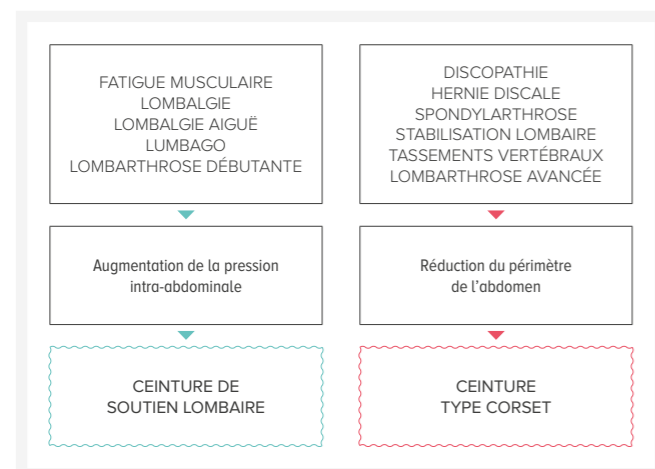 FATIGUE MUSCULAIRE
LOMBALGIE
LOMBALGIE AIGUË
LUMBAGO
LOMBARTHROSE DÉBUTANTE
Augmentation de la pression
intra-abdominale
CEINTURE DE
SOUTIEN LOMBAIRE
DISCOPATHIE
HERNIE DISCALE
SPONDYLARTHROSE
STABILISATION LOMBAIRE
TASSEMENTS VERTÉBRAUX
LOMBARTHROSE AVANCÉE
Réduction du périmètre
de l'abdomen
CEINTURE
TYPE CORSET